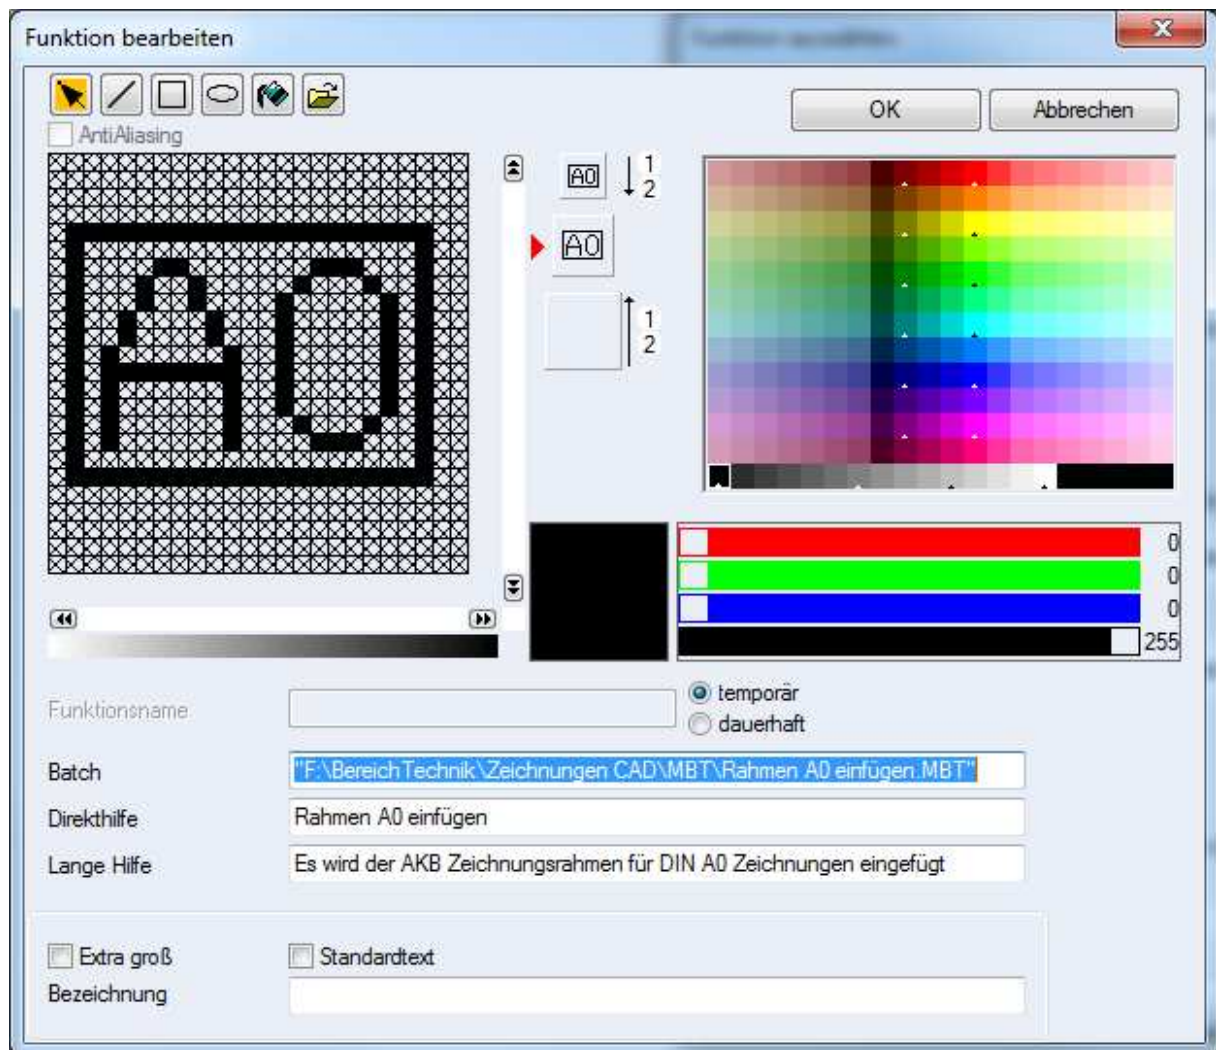 Funktion bearbeiten
OK
Abbrechen
AntiAliasing
A0
1
2
A0
A0
1
2
0
0
0
255
Funktionsname
temporär
dauerhaft
Batch
"F:\BereichTechnik\Zeichnungen CAD\MBT\Rahmen A0 einfügen.MBT"
Direkthilfe
Rahmen A0 einfügen
Lange Hilfe
Es wird der AKB Zeichnungsrahmen für DIN A0 Zeichnungen eingefügt
Extra groß
Standardtext
Bezeichnung